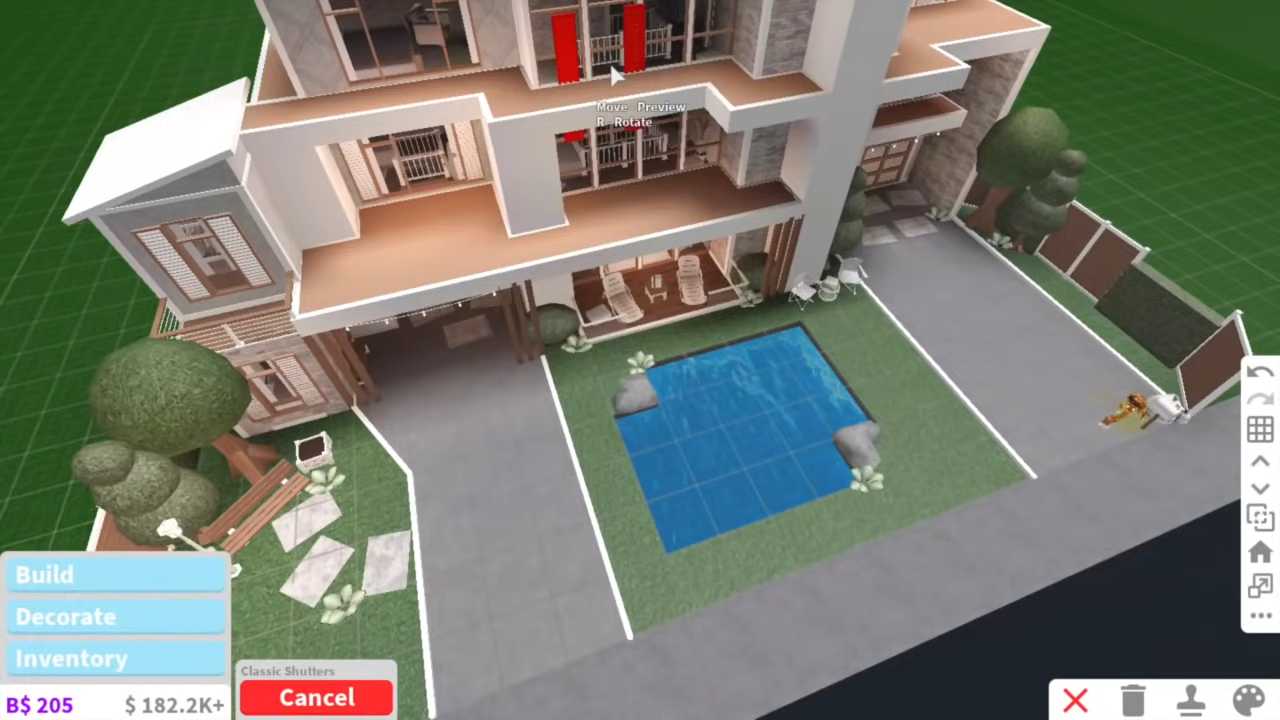 Move - Preview
R - Rotate
Build
Decorate
Inventory
Classic Shutters
Cancel
B$ 205
$ 182.2K+